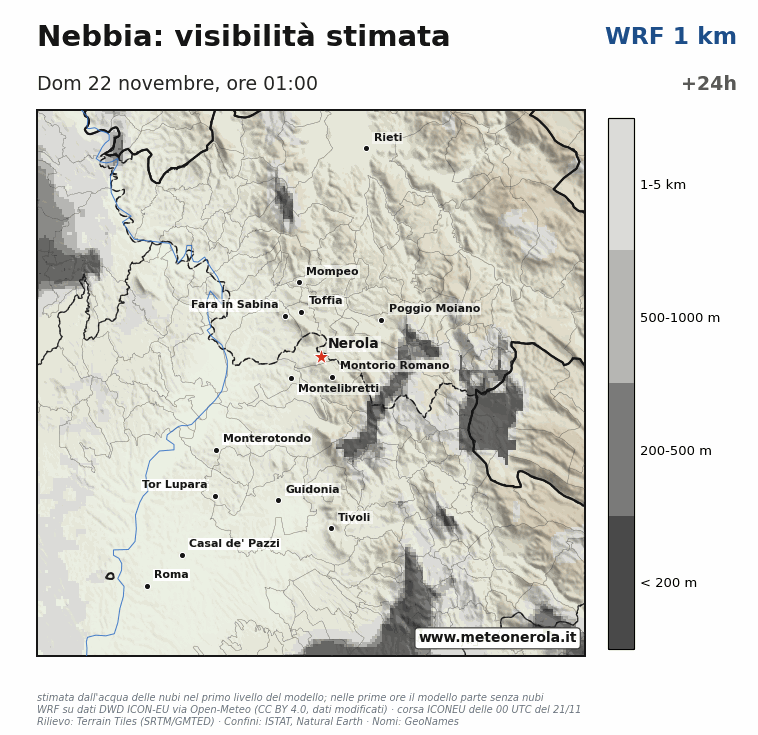 Nebbia: visibilità stimata
WRF 1 km
Dom 22 novembre, ore 01:00
+24h
Rieti
1-5 km
Mompeo
Fara in Sabina
Toffia
Poggio Moiano
500-1000 m
Nerola
Montorio Romano
Montelibretti
Monterotondo
200-500 m
Tor Lupara
Guidonia
Tivoli
Casal de' Pazzi
Roma
< 200 m
www.meteonerola.it
stimata dall'acqua delle nubi nel primo livello del modello; nelle prime ore il modello parte senza nubi
WRF su dati DWD ICON-EU via Open-Meteo (CC BY 4.0, dati modificati) · corsa ICONEU delle 00 UTC del 21/11
Rilievo: Terrain Tiles (SRTM/GMTED) · Confini: ISTAT, Natural Earth · Nomi: GeoNames